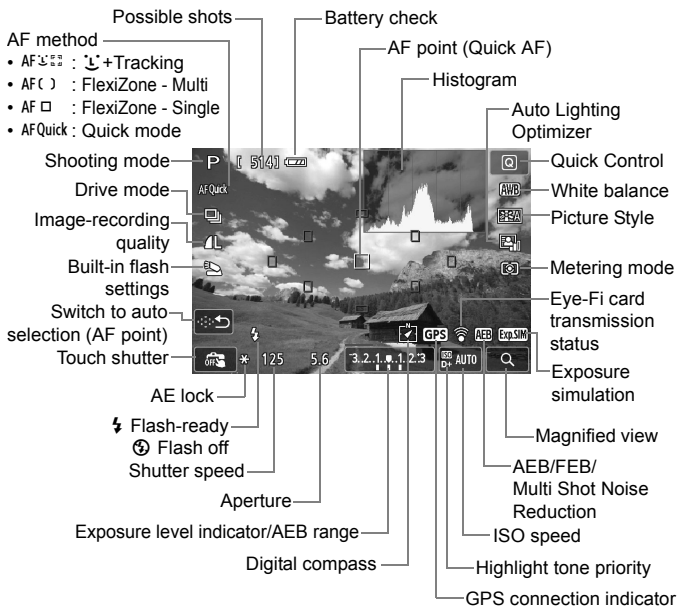 Possible shots
Battery check
AF method
• AF : +Tracking
• AF( ) : FlexiZone - Multi
• AF □ : FlexiZone - Single
• AFQuick : Quick mode
AF point (Quick AF)
Histogram
Auto Lighting
Optimizer
Shooting mode
P [ 514]
Q
Quick Control
Drive mode
AFQuick
AWB
White balance
Image-recording
quality
L
A
Picture Style
Built-in flash
settings
Metering mode
Switch to auto
selection (AF point)
Eye-Fi card
transmission
status
GPS
AEB
Exp.SIM
Touch shutter
OFF
* 125 5.6
-3..2..1..▼..1..2.:3
ISO
D+ AUTO
Exposure
simulation
AE lock
Flash-ready
Flash off
Magnified view
Shutter speed
AEB/FEB/
Multi Shot Noise
Reduction
Aperture
Exposure level indicator/AEB range
ISO speed
Digital compass
Highlight tone priority
GPS connection indicator